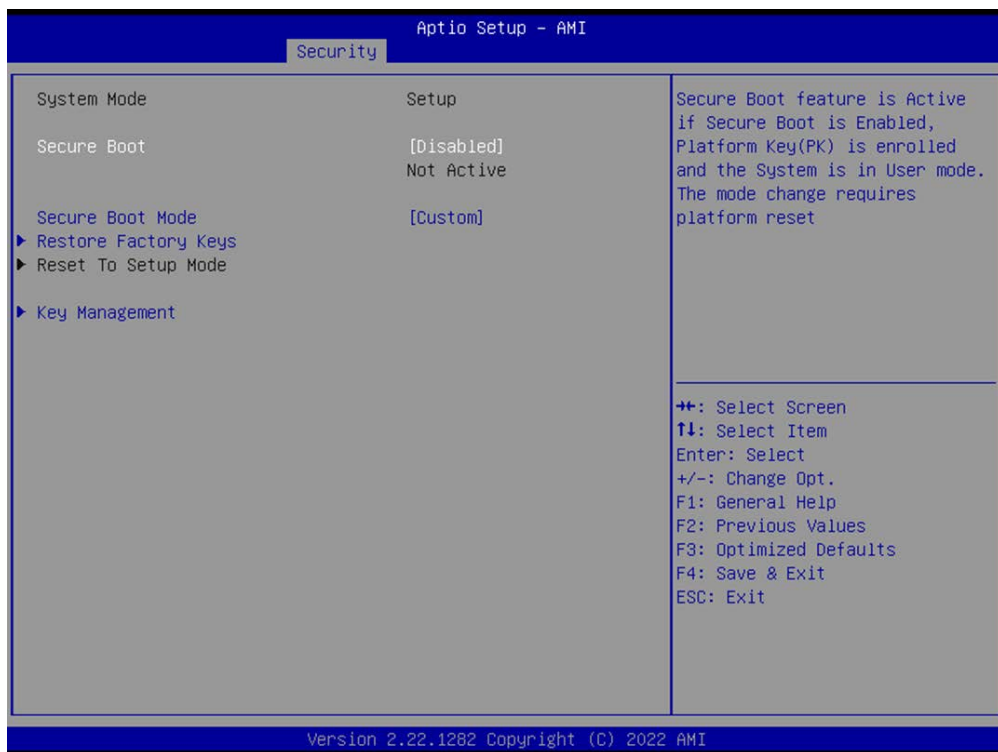 Aptio Setup – AMI
Security
System Mode Setup
Secure Boot [Disabled]
Not Active
Secure Boot Mode [Custom]
Restore Factory Keys
Reset To Setup Mode
Key Management
Secure Boot feature is Active
if Secure Boot is Enabled,
Platform Key(PK) is enrolled
and the System is in User mode.
The mode change requires
platform reset
→←: Select Screen
↑↓: Select Item
Enter: Select
+/-: Change Opt.
F1: General Help
F2: Previous Values
F3: Optimized Defaults
F4: Save & Exit
ESC: Exit
Version 2.22.1282 Copyright (C) 2022 AMI